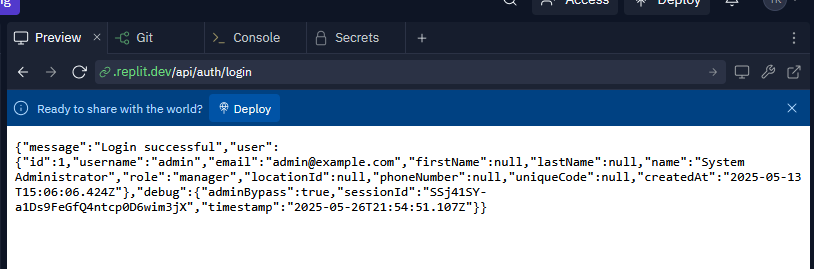 Access
Deploy
Preview
Git
Console
Secrets
.replit.dev/api/auth/login
Ready to share with the world?
Deploy
{"message":"Login successful","user":
{"id":1,"username":"admin","email":"admin@example.com","firstName":null,"lastName":null,"name":"System
Administrator","role":"manager","locationId":null,"phoneNumber":null,"uniqueCode":null,"createdAt":"2025-05-13
T15:06:06.424Z"},"debug":{"adminBypass":true,"sessionId":"SSj41SY-
a1Ds9FeGfQ4ntcp0D6wim3jX","timestamp":"2025-05-26T21:54:51.107Z"}}